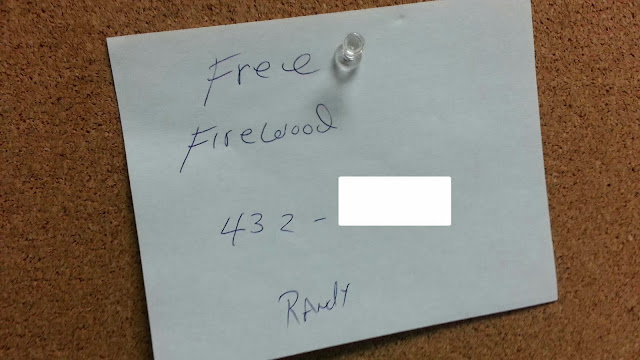 Free
Firewood
432-
Randy